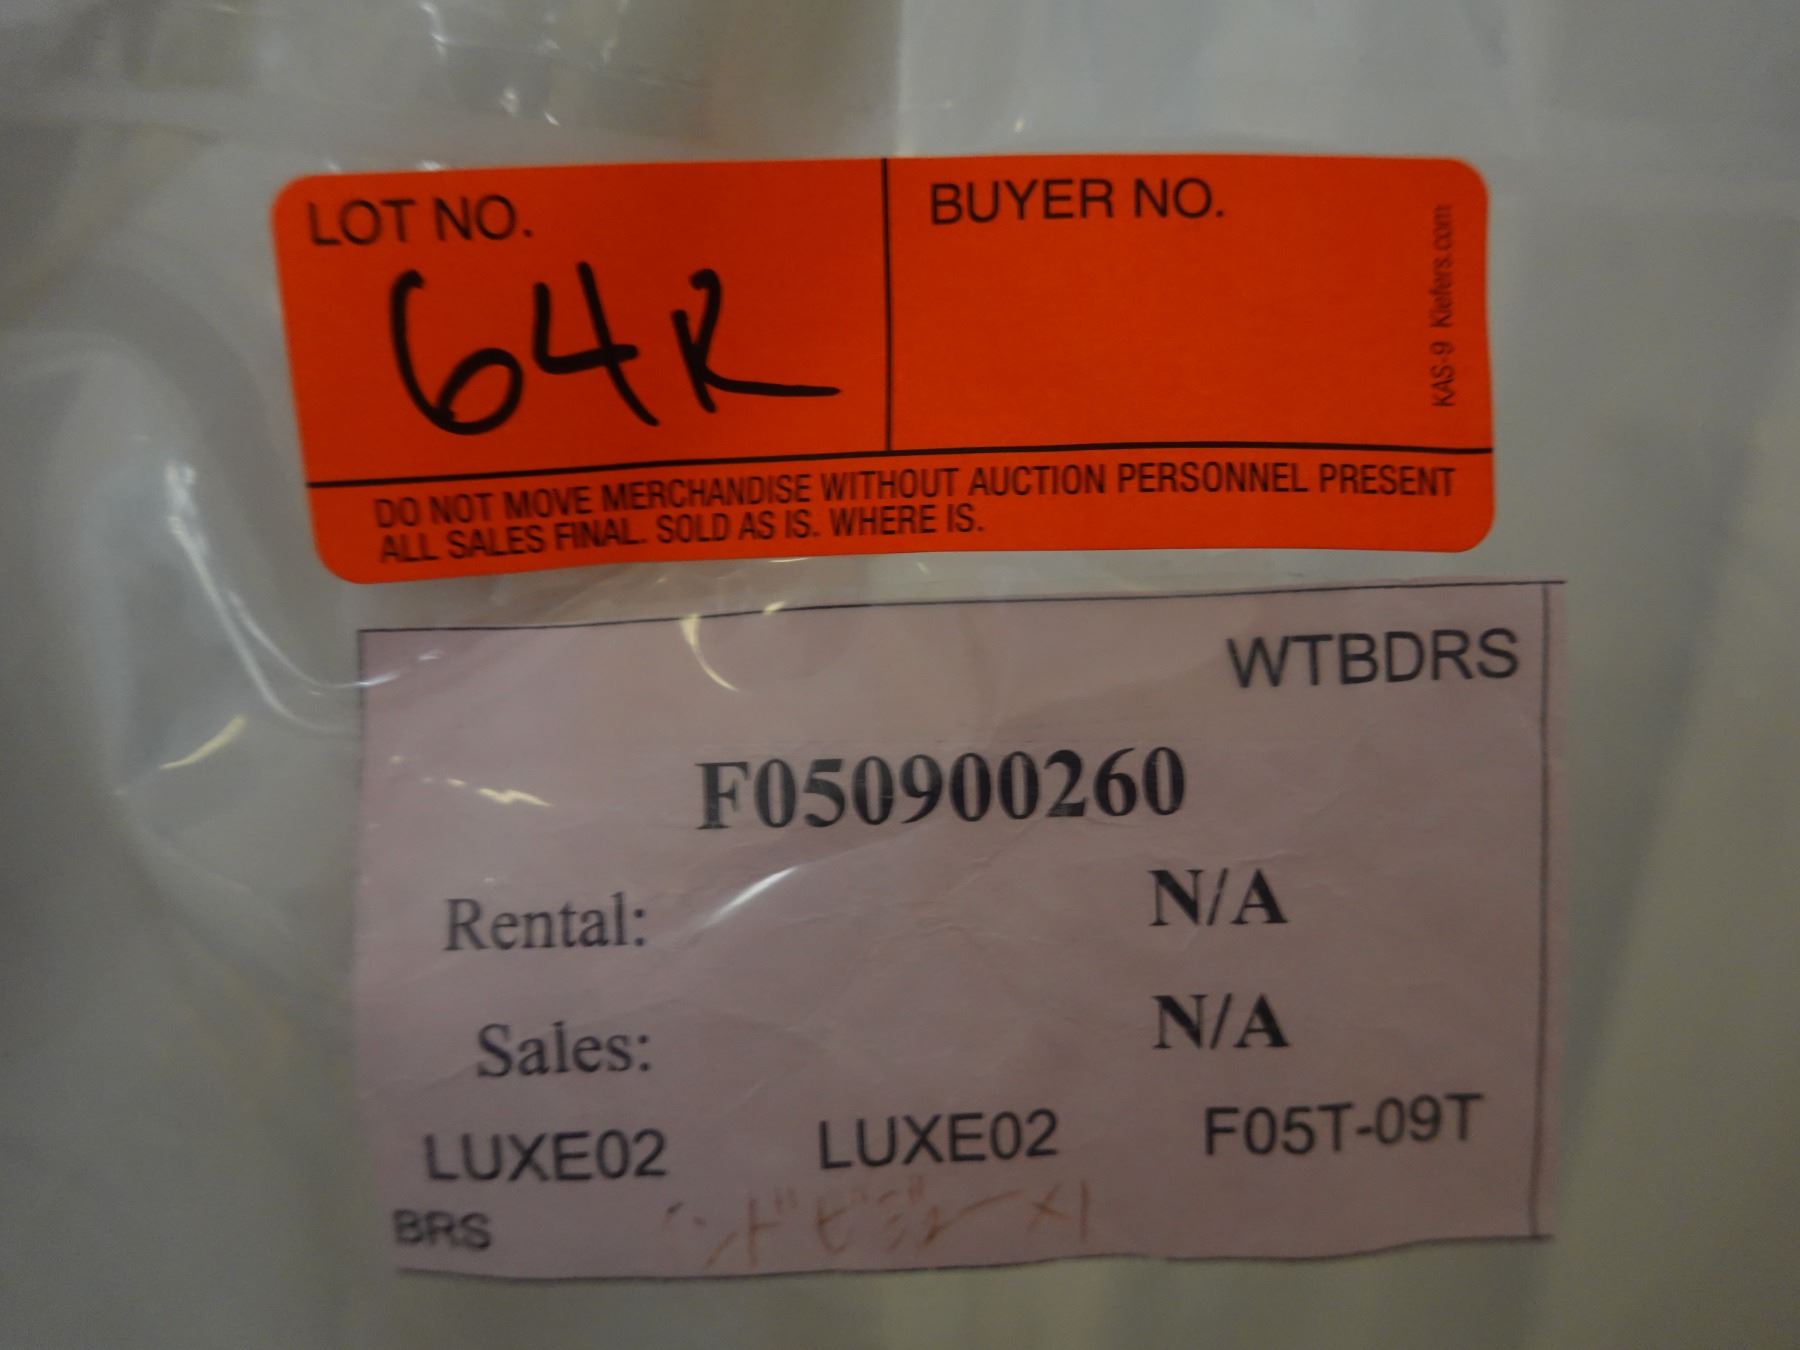 LOT NO.
64R
BUYER NO.
KAS-9 Kiefers.com
DO NOT MOVE MERCHANDISE WITHOUT AUCTION PERSONNEL PRESENT
ALL SALES FINAL. SOLD AS IS. WHERE IS.
WTBDRS
F050900260
Rental: N/A
Sales: N/A
LUXE02 LUXE02 F05T-09T
BRS